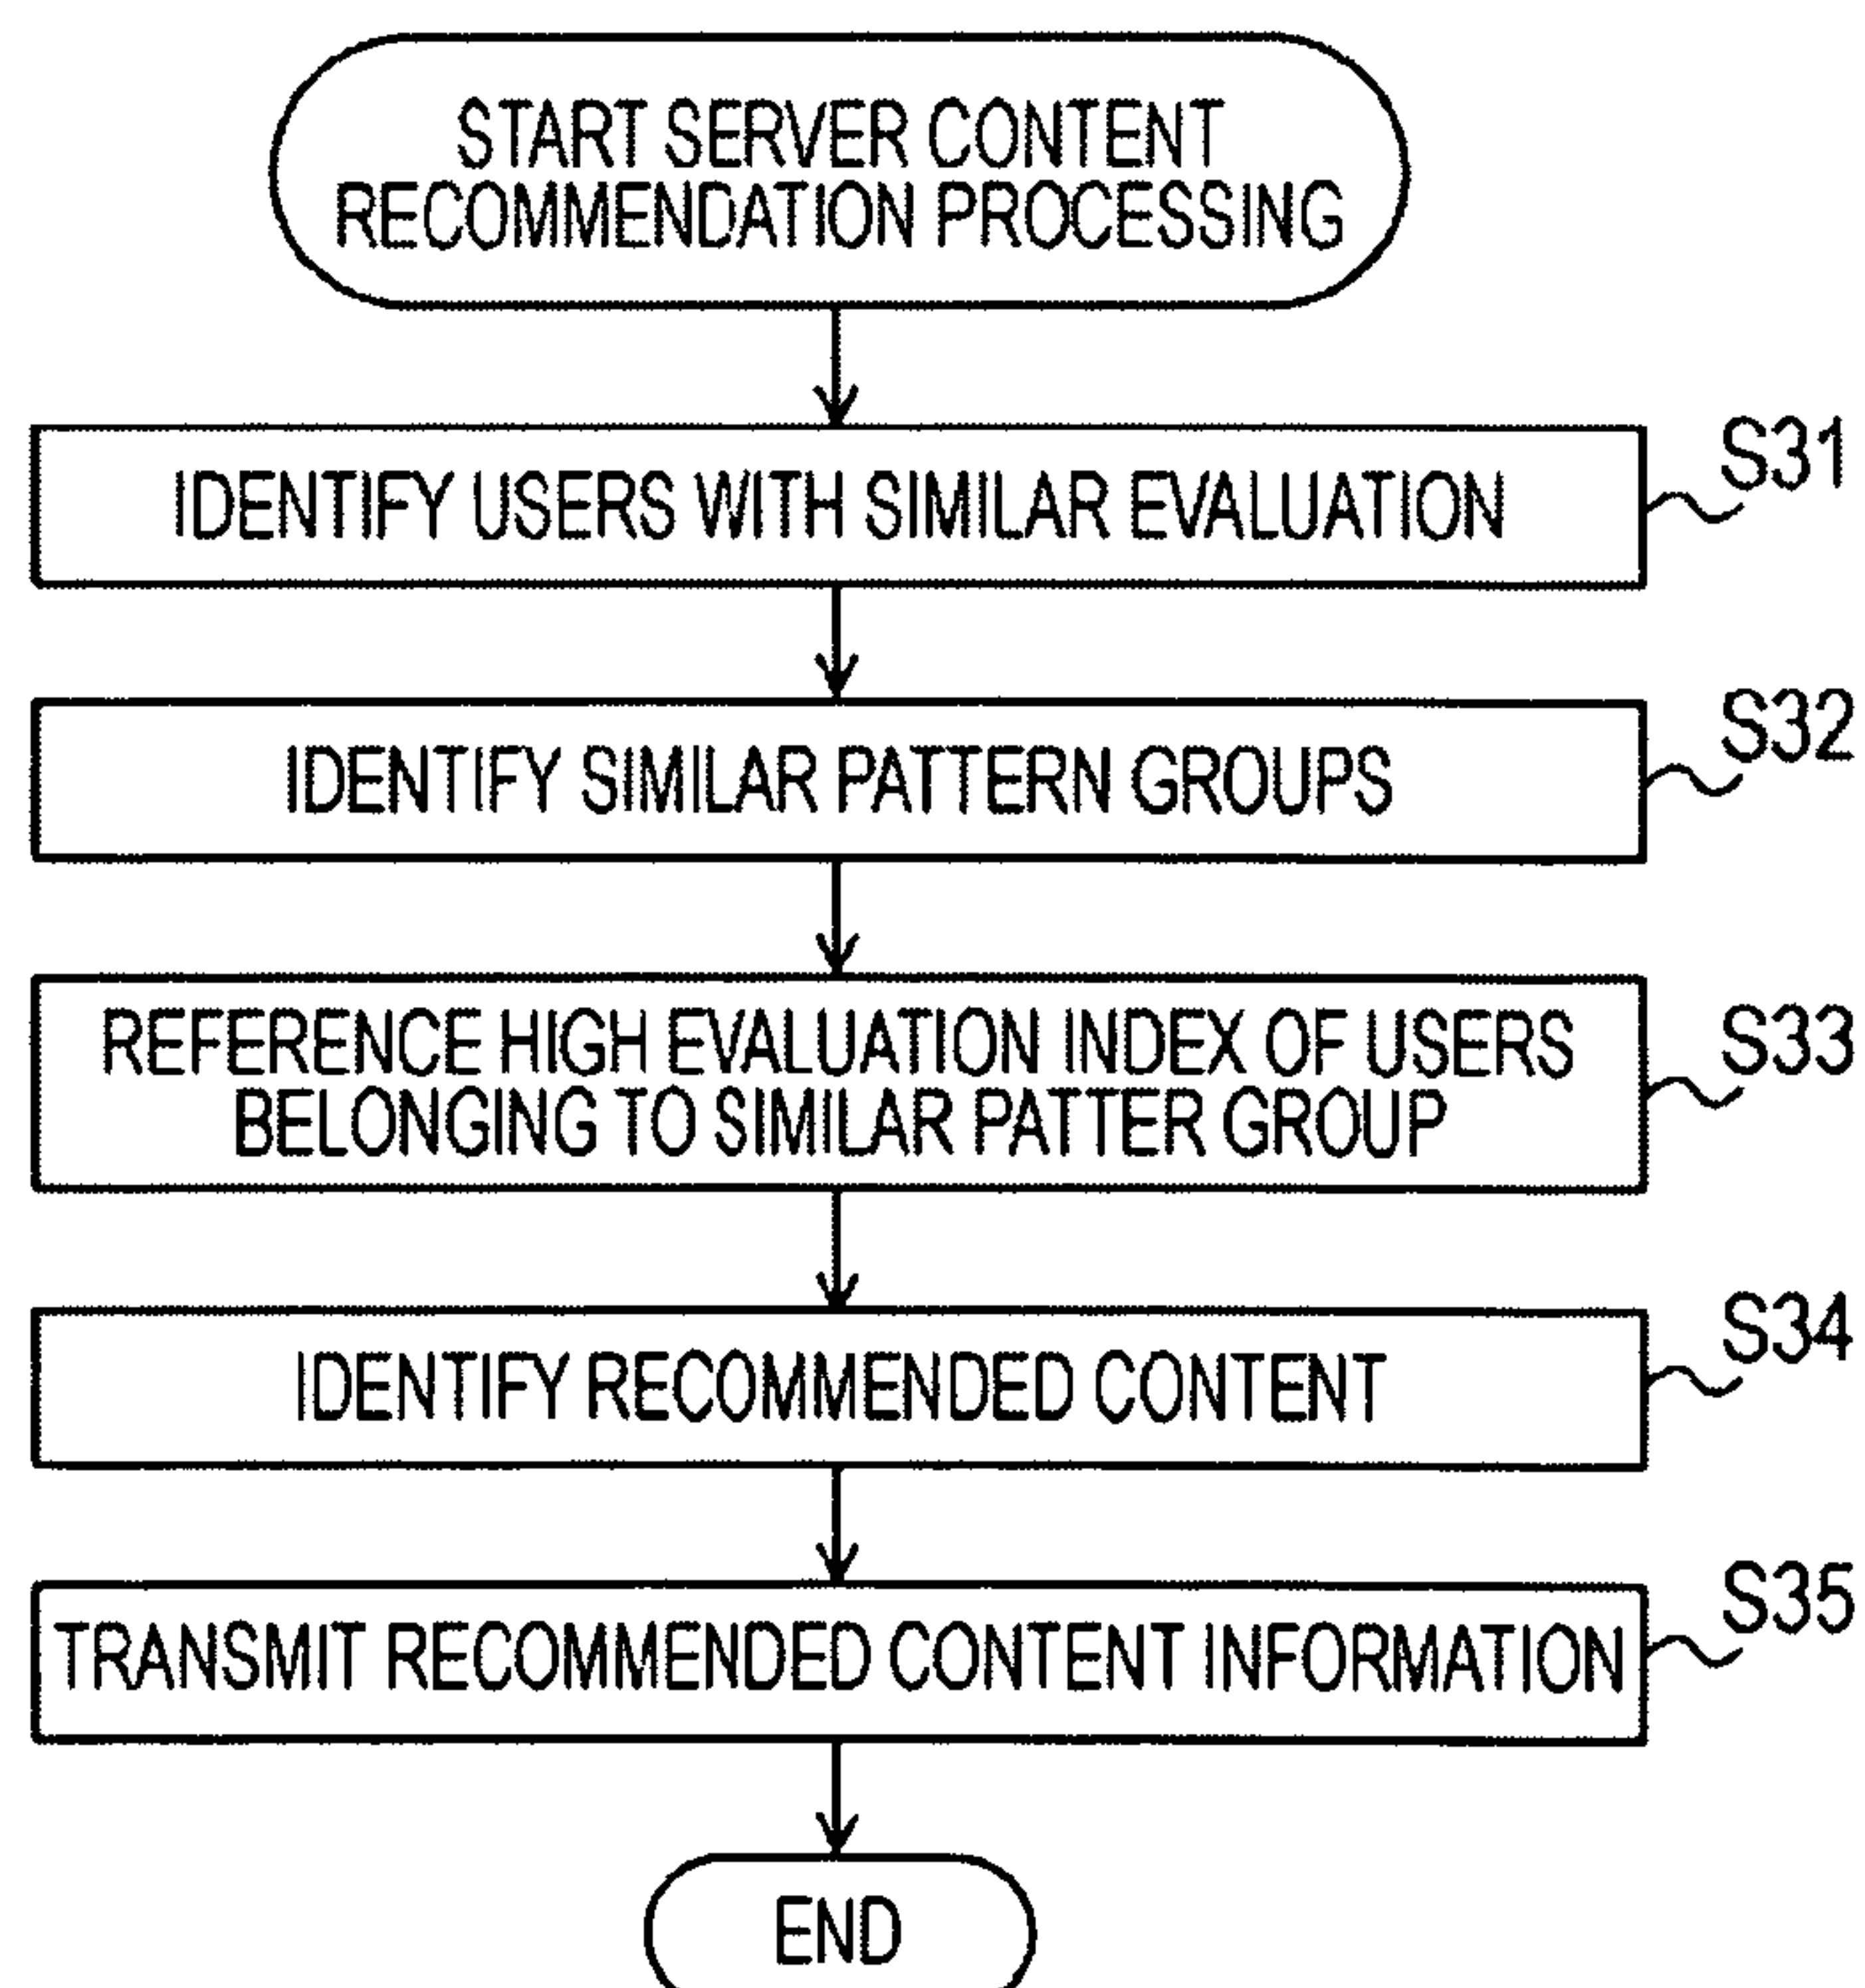 START SERVER CONTENT
RECOMMENDATION PROCESSING
IDENTIFY USERS WITH SIMILAR EVALUATION
S31
IDENTIFY SIMILAR PATTERN GROUPS
S32
REFERENCE HIGH EVALUATION INDEX OF USERS
BELONGING TO SIMILAR PATTER GROUP
S33
IDENTIFY RECOMMENDED CONTENT
S34
TRANSMIT RECOMMENDED CONTENT INFORMATION
S35
END